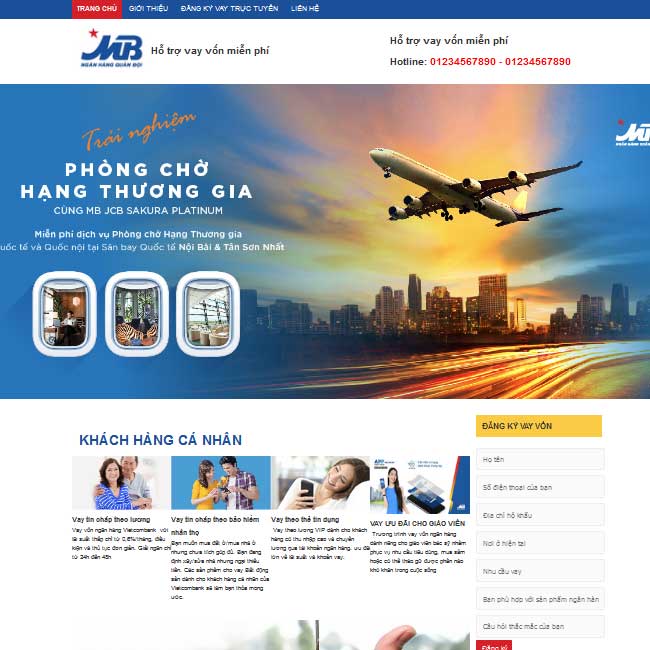 TRANG CHỦ GIỚI THIỆU ĐĂNG KÝ VAY TRỰC TUYẾN LIÊN HỆ
MB
NGÂN HÀNG QUÂN ĐỘI
Hỗ trợ vay vốn miễn phí
Hỗ trợ vay vốn miễn phí
Hotline: 01234567890 - 01234567890
MB
Trải nghiệm
PHÒNG CHỜ
HẠNG THƯƠNG GIA
CÙNG MB JCB SAKURA PLATINUM
Miễn phí dịch vụ Phòng chờ Hạng Thương gia
uốc tế và Quốc nội tại Sân bay Quốc tế Nội Bài & Tân Sơn Nhất
KHÁCH HÀNG CÁ NHÂN
Vay tín chấp theo lương
Vay vốn ngân hàng Vietcombank với
lãi suất thấp chỉ từ 0,6%/tháng, điều
kiện và thủ tục đơn giản. Giải ngân chỉ
từ 24h đến 45h
Vay tín chấp theo bảo hiểm
nhân thọ
Bạn muốn mua đất ở/mua nhà ở
nhưng chưa tích góp đủ. Bạn đang
định xây/sửa nhà nhưng ngại thiếu
tiền. Các sản phẩm cho vay Bất động
sản dành cho khách hàng cá nhân của
Vietcombank sẽ làm bạn thỏa mong
ước.
Vay theo thẻ tín dụng
Vay theo lương VIP dành cho khách
hàng có thu nhập cao và chuyển
lương qua tài khoản ngân hàng. ưu đãi
lớn về lãi suất và khoản vay.
VAY ƯU ĐÃI CHO GIÁO VIÊN
Trương trình vay vốn ngân hàng
dành riêng cho giáo viên bác sỹ nhằm
phục vụ nhu cầu tiêu dùng, mua sắm
hoặc có thể tháo gỡ được phần nào
khó khăn trong cuộc sống
ĐĂNG KÝ VAY VỐN
Họ tên
Số điện thoại của bạn
Địa chỉ hộ khẩu
Nơi ở hiện tại
Nhu cầu vay
Bạn phù hợp với sản phẩm ngân hàn
Câu hỏi thắc mắc của bạn
Đăng ký